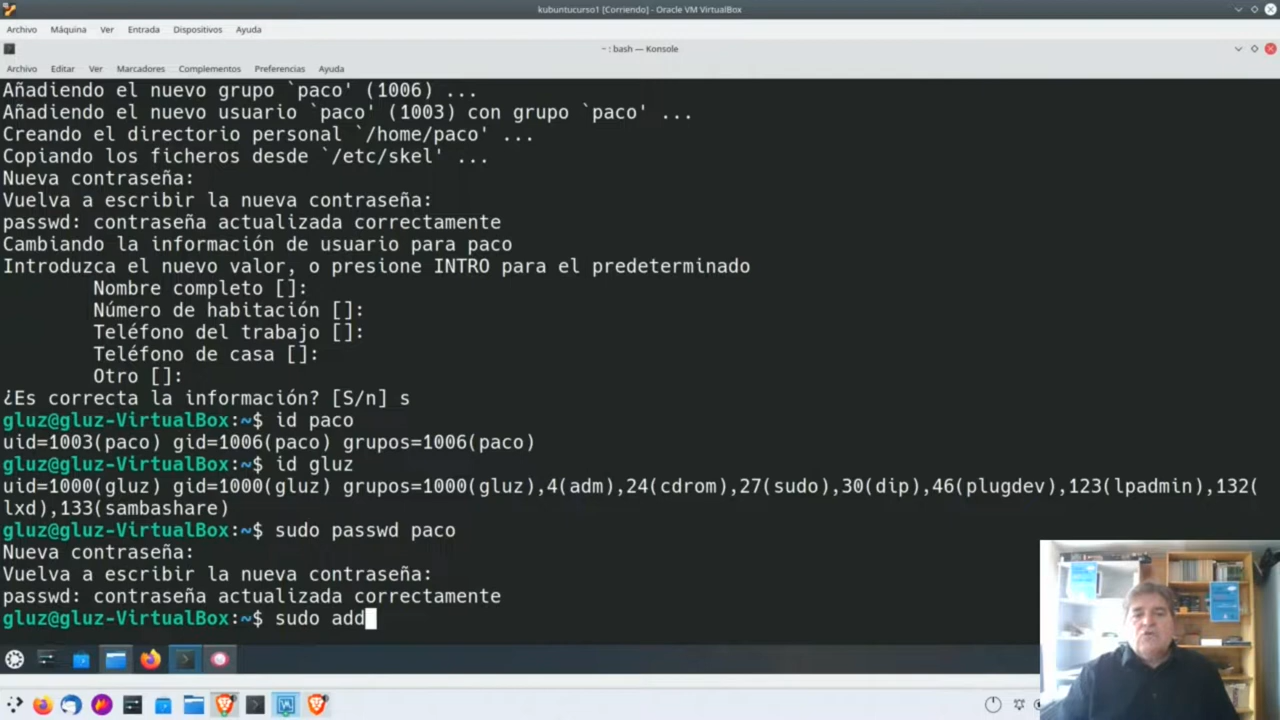 kubuntucurso1 [Corriendo] - Oracle VM VirtualBox
Archivo Máquina Ver Entrada Dispositivos Ayuda
~ : bash — Konsole
Archivo Editar Ver Marcadores Complementos Preferencias Ayuda
Añadiendo el nuevo grupo `paco' (1006) ...
Añadiendo el nuevo usuario `paco' (1003) con grupo `paco' ...
Creando el directorio personal `/home/paco' ...
Copiando los ficheros desde `/etc/skel' ...
Nueva contraseña:
Vuelva a escribir la nueva contraseña:
passwd: contraseña actualizada correctamente
Cambiando la información de usuario para paco
Introduzca el nuevo valor, o presione INTRO para el predeterminado
Nombre completo []:
Número de habitación []:
Teléfono del trabajo []:
Teléfono de casa []:
Otro []:
¿Es correcta la información? [S/n] s
gluz@gluz-VirtualBox:~$ id paco
uid=1003(paco) gid=1006(paco) grupos=1006(paco)
gluz@gluz-VirtualBox:~$ id gluz
uid=1000(gluz) gid=1000(gluz) grupos=1000(gluz),4(adm),24(cdrom),27(sudo),30(dip),46(plugdev),123(lpadmin),132(
lxd),133(sambashare)
gluz@gluz-VirtualBox:~$ sudo passwd paco
Nueva contraseña:
Vuelva a escribir la nueva contraseña:
passwd: contraseña actualizada correctamente
gluz@gluz-VirtualBox:~$ sudo add